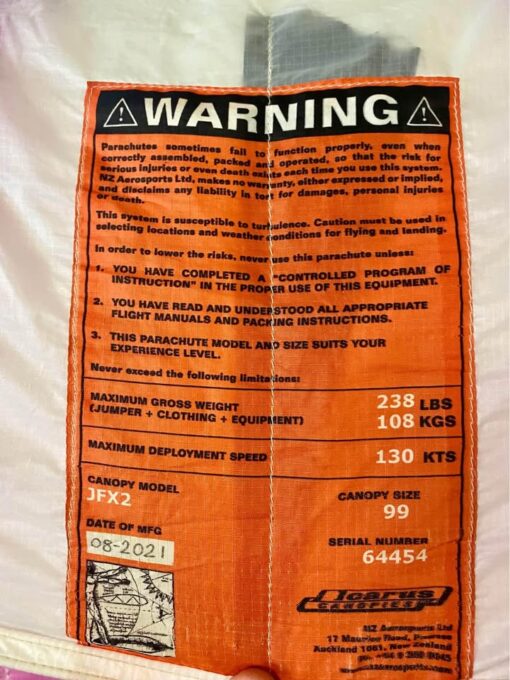 WARNING
Parachutes sometimes fail to function properly, even when
correctly assembled, packed and operated, so that the risk for
serious injuries or even death exists each time you use this system.
NZ Aerosports Ltd, makes no warranty, either expressed or implied,
and disclaims any liability in tort for damages, personal injuries
or death.
This system is susceptible to turbulence. Caution must be used in
selecting locations and weather conditions for flying and landing.
In order to lower the risks, never use this parachute unless:
1. YOU HAVE COMPLETED A "CONTROLLED PROGRAM OF
INSTRUCTION" IN THE PROPER USE OF THIS EQUIPMENT.
2. YOU HAVE READ AND UNDERSTOOD ALL APPROPRIATE
FLIGHT MANUALS AND PACKING INSTRUCTIONS.
3. THIS PARACHUTE MODEL AND SIZE SUITS YOUR
EXPERIENCE LEVEL.
Never exceed the following limitations:
MAXIMUM GROSS WEIGHT 238 LBS
(JUMPER + CLOTHING + EQUIPMENT) 108 KGS
MAXIMUM DEPLOYMENT SPEED 130 KTS
CANOPY MODEL
JFX2
CANOPY SIZE
99
DATE OF MFG
08-2021
SERIAL NUMBER
64454
Icarus
CANOPIES
NZ Aerosports Ltd
17 Maurice Road, Penrose
Auckland 1061, New Zealand